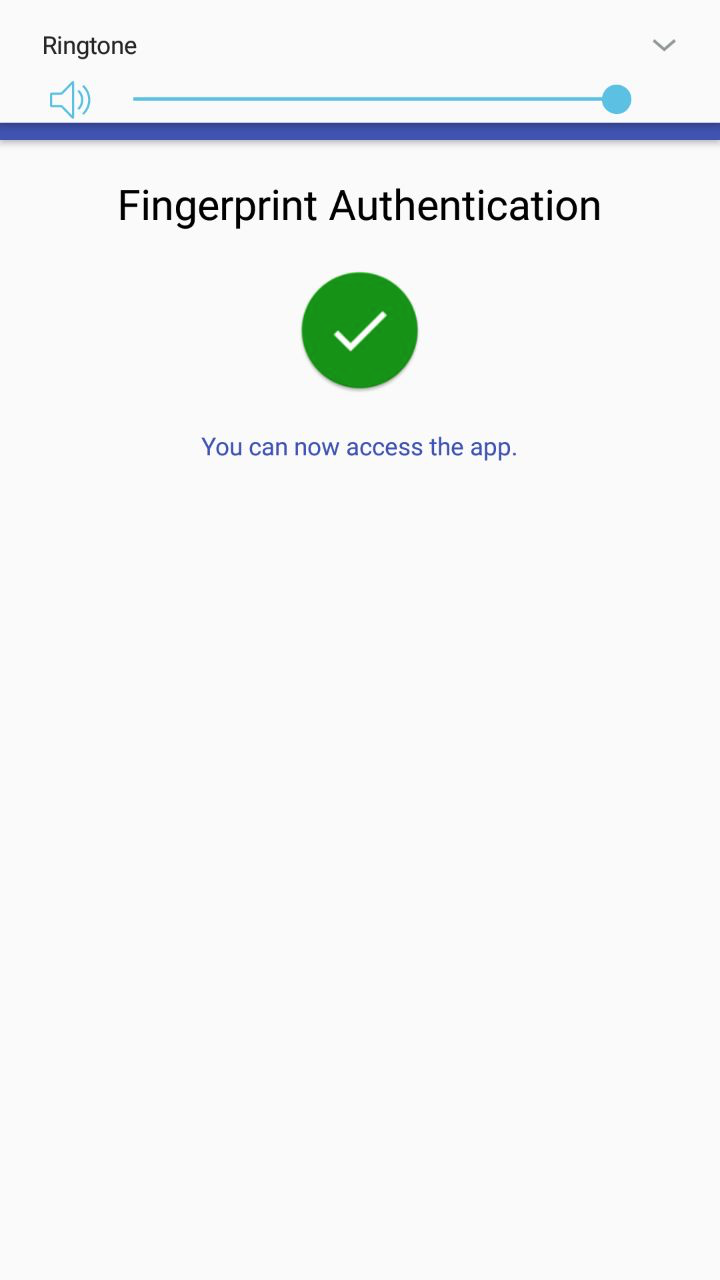 Ringtone
Fingerprint Authentication
You can now access the app.